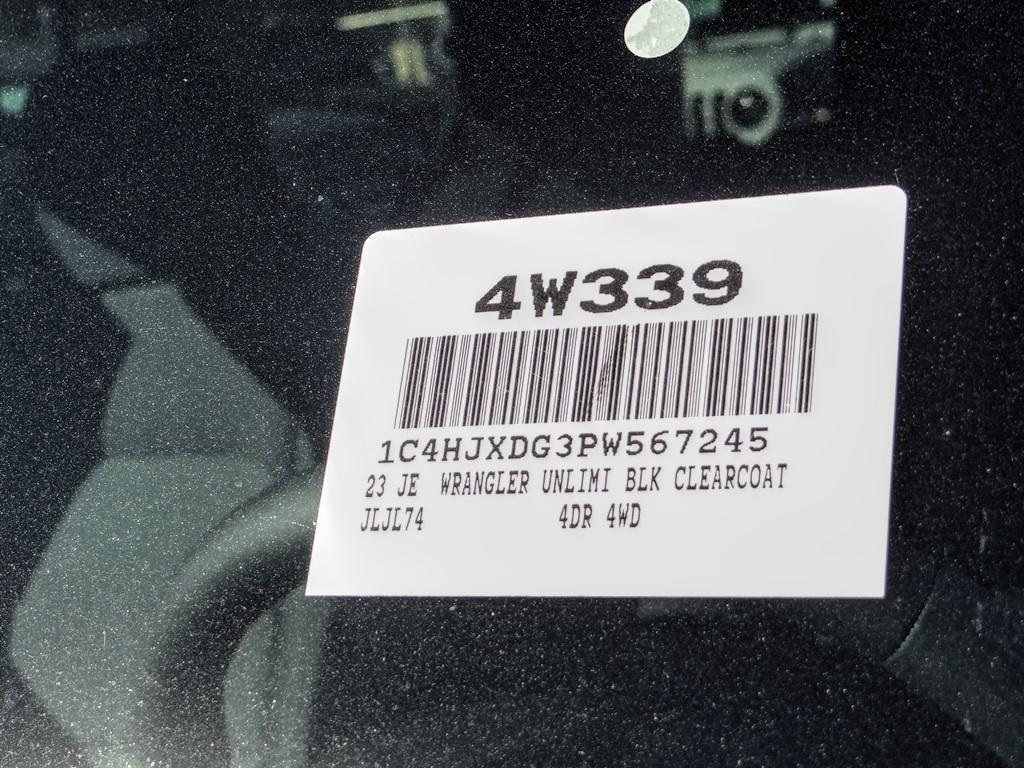 4W339
1C4HJXDG3PW567245
23 JE WRANGLER UNLIMI BLK CLEARCOAT
JLJL74 4DR 4WD